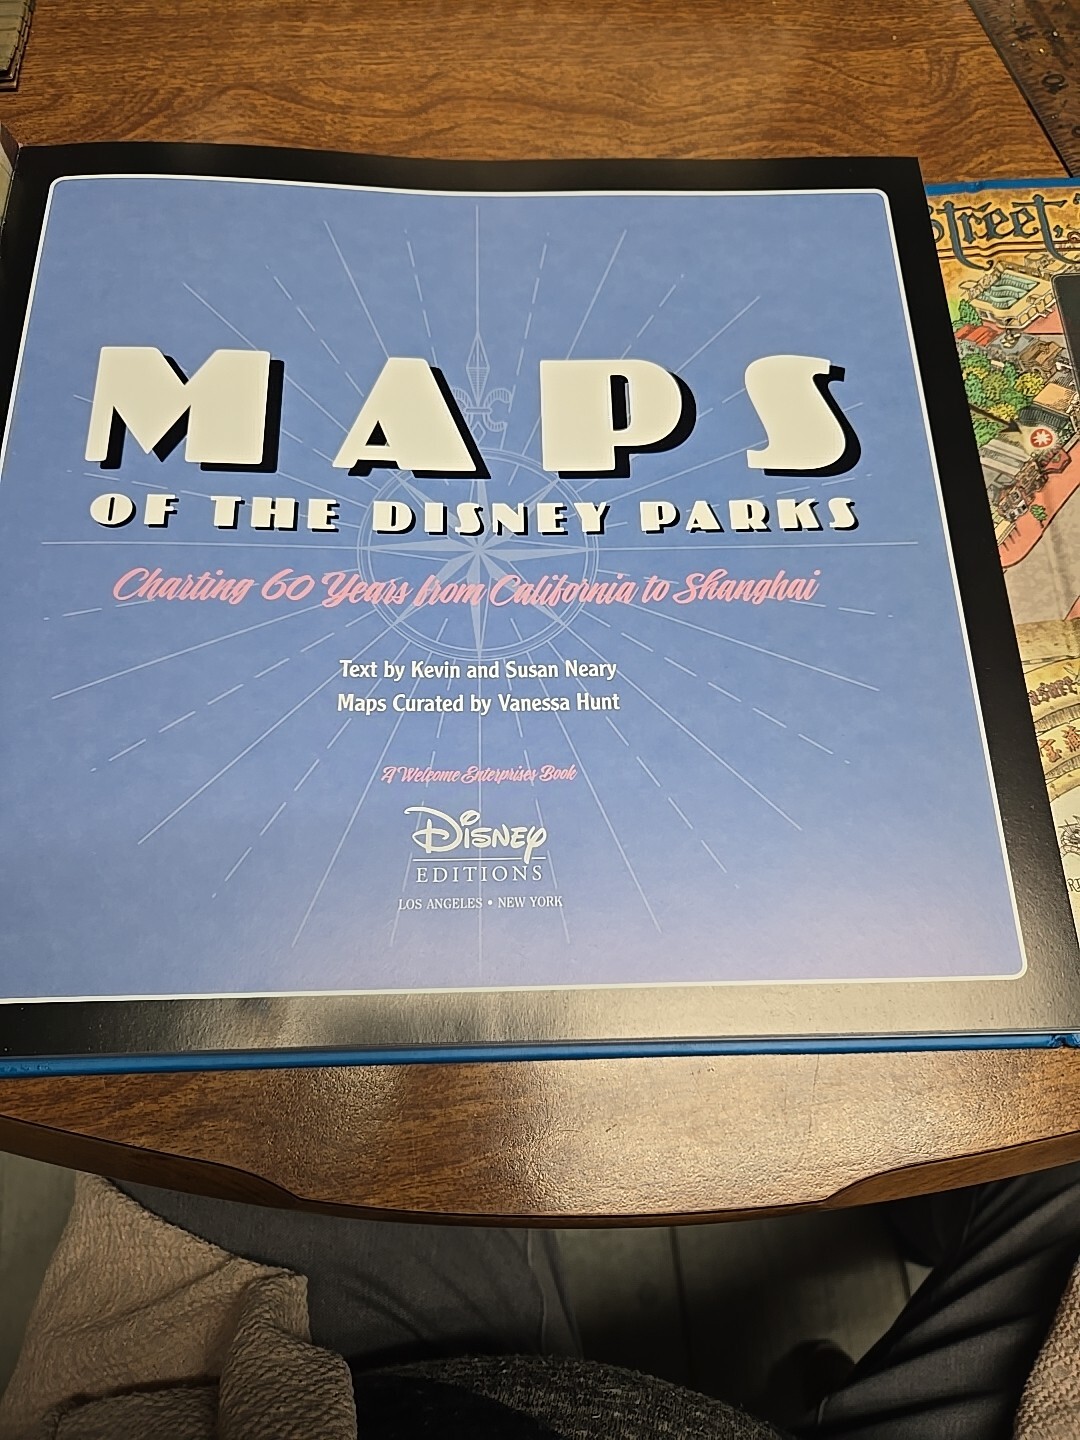 MAPS
OF THE DISNEY PARKS
Charting 60 Years from California to Shanghai
Text by Kevin and Susan Neary
Maps Curated by Vanessa Hunt
A Welcome Enterprises Book
DISNEY
EDITIONS
LOS ANGELES • NEW YORK
Street,